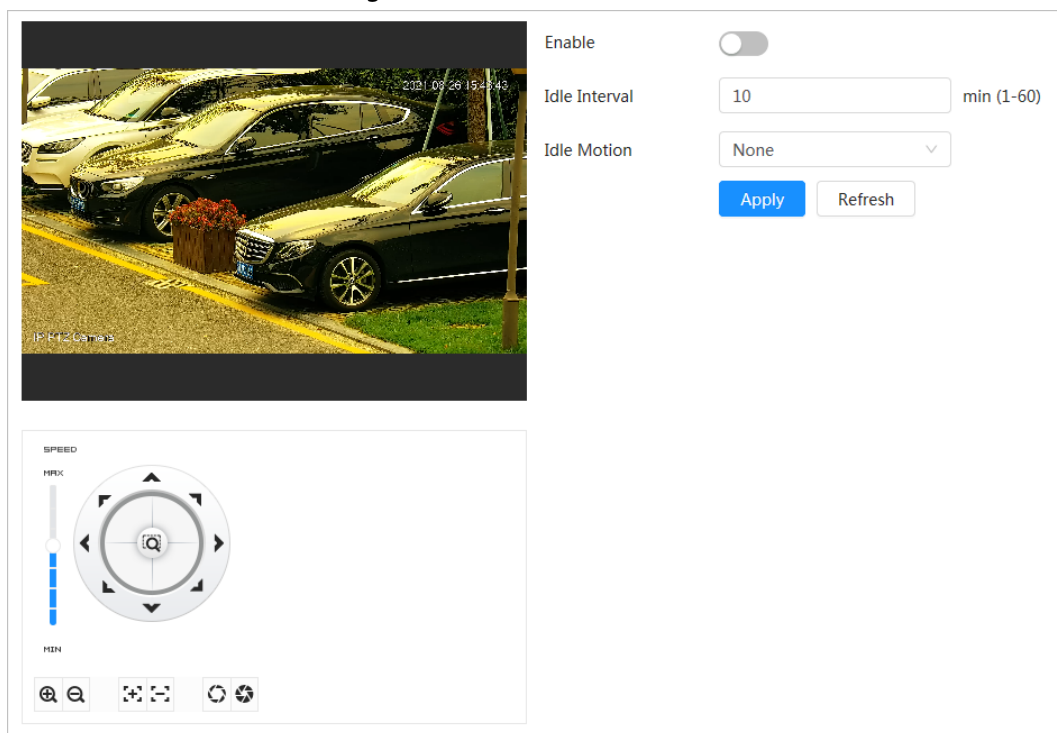 Enable
2021-08-26 15:46:43
Idle Interval
10
min (1-60)
Idle Motion
None
Apply
Refresh
IP PTZ Camera
SPEED
MAX
MIN